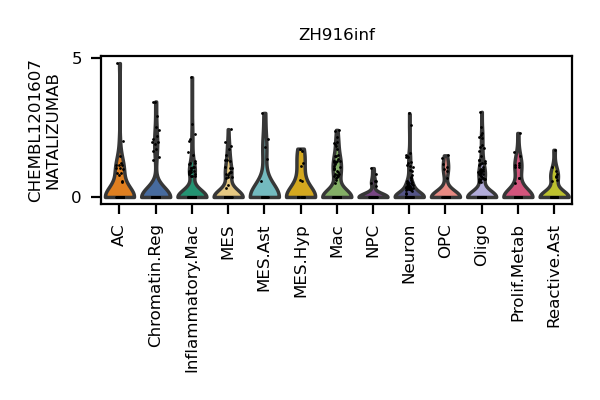 ZH916inf
CHEMBL1201607
NATALIZUMAB
5
0
AC
Chromatin.Reg
Inflammatory.Mac
MES
MES.Ast
MES.Hyp
Mac
NPC
Neuron
OPC
Oligo
Prolif.Metab
Reactive.Ast